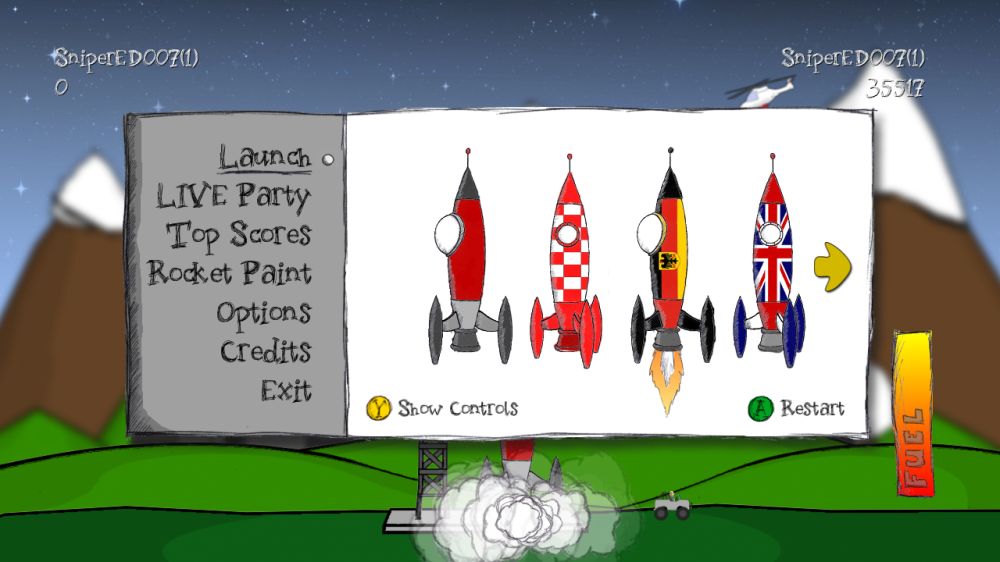 SniperED007(1)
0
SniperED007(1)
35517
Launch
LIVE Party
Top Scores
Rocket Paint
Options
Credits
Exit
Y Show Controls
A Restart
FUEL